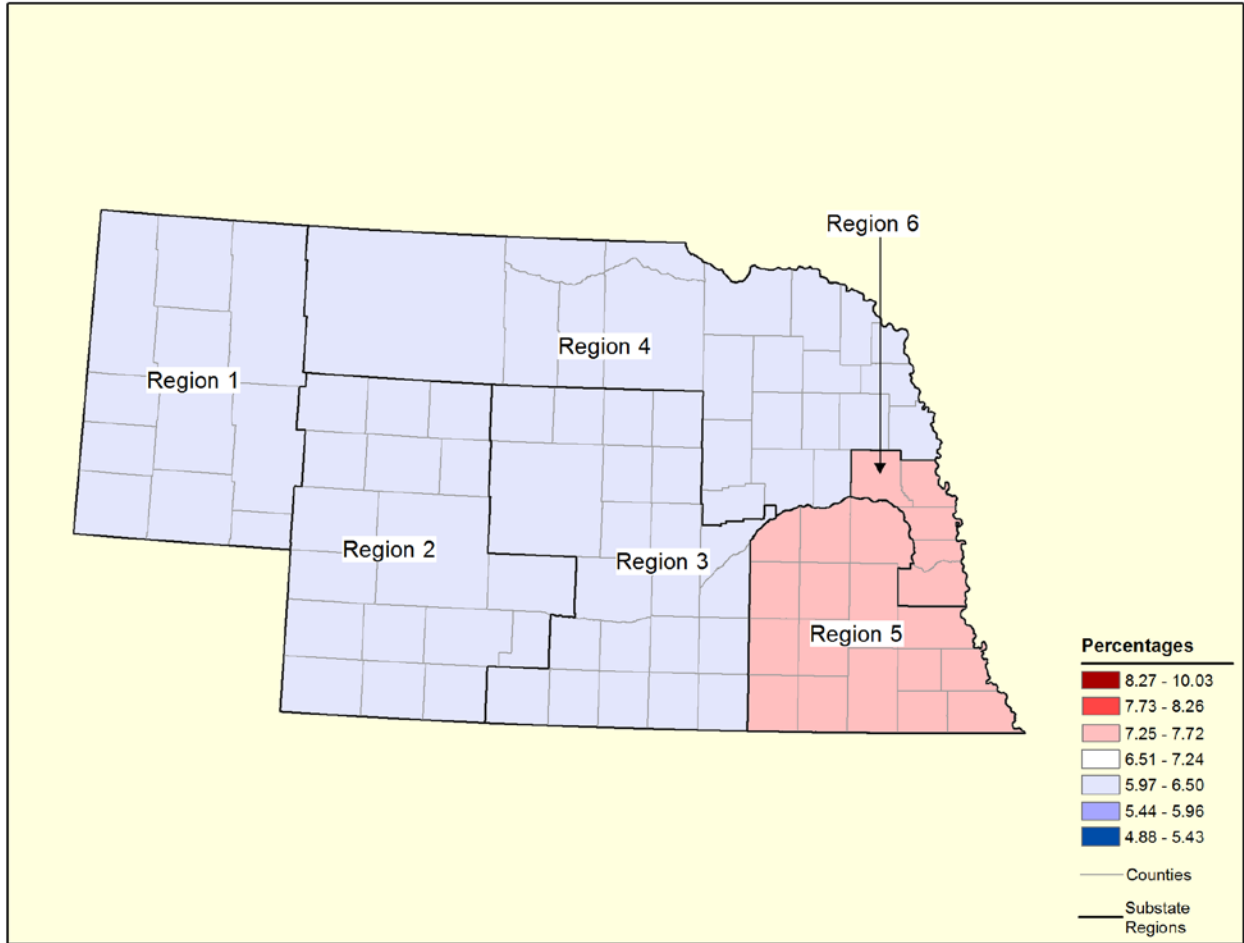 Region 6
Region 4
Region 1
Region 2
Region 3
Region 5
Percentages
8.27 - 10.03
7.73 - 8.26
7.25 - 7.72
6.51 - 7.24
5.97 - 6.50
5.44 - 5.96
4.88 - 5.43
Counties
Substate
Regions